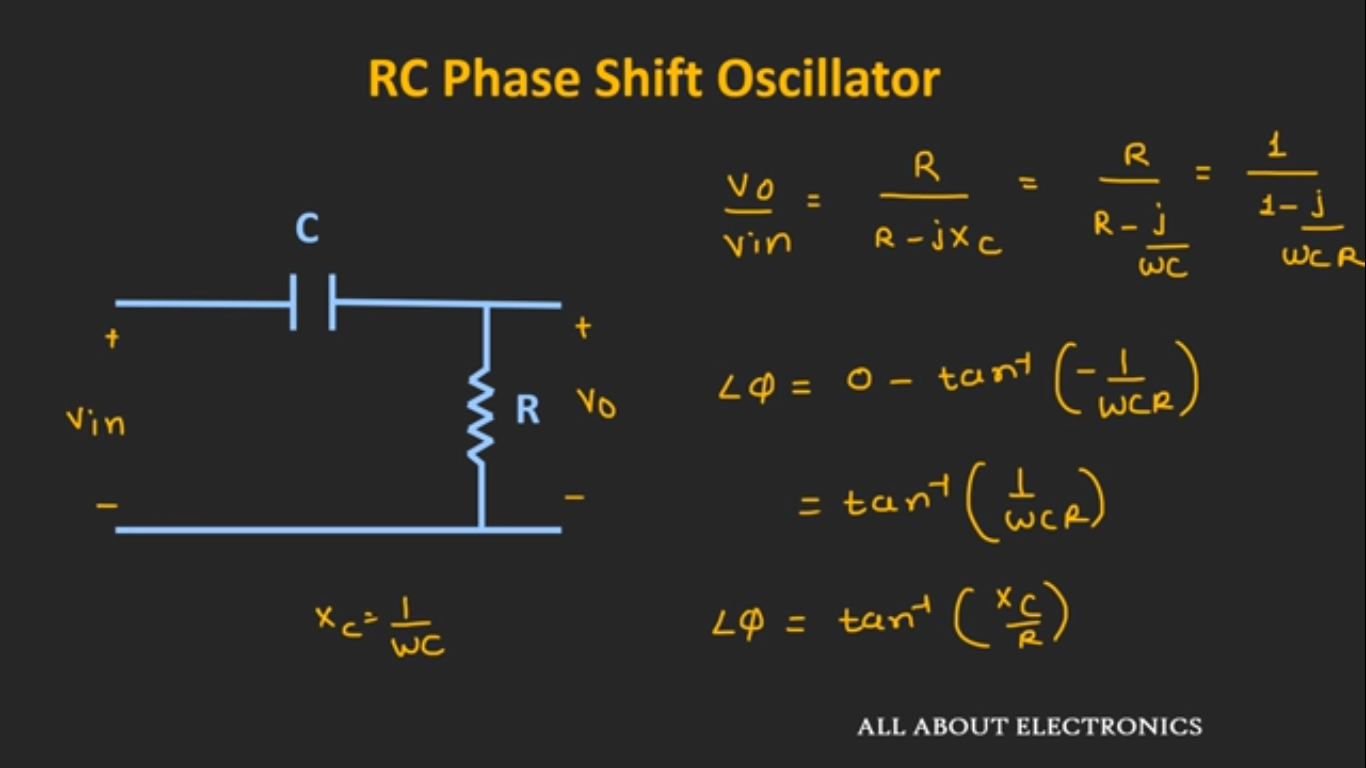 RC Phase Shift Oscillator
C
+
Vin
-
R
+
Vo
-
Xc = 1/WC
Vo/Vin = R/(R - jXc) = R/(R - j/WC) = 1/(1 - j/WCR)
∠φ = 0 - tan⁻¹ (-1/WCR)
= tan⁻¹ (1/WCR)
∠φ = tan⁻¹ (Xc/R)
ALL ABOUT ELECTRONICS